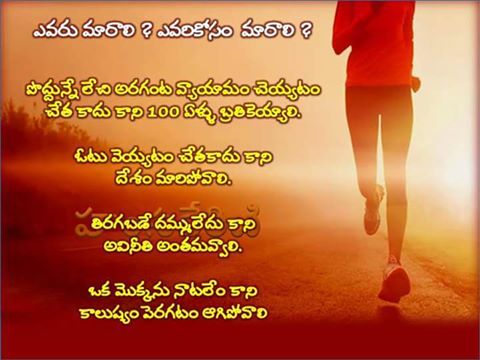 ఎవరు మారాలి ? ఎవరికోసం మారాలి ?
పొద్దున్నే లేచి అరగంట వ్యాయామం చెయ్యటం
చేత కాదు కాని 100 ఏళ్ళు బ్రతికెయ్యాలి.
ఓటు వెయ్యటం చేతకాదు కాని
దేశం మారిపోవాలి.
తిరగబడే దమ్ములేదు కాని
అవినీతి అంతమవ్వాలి.
ఒక మొక్కను నాటలేం కాని
కాలుష్యం పెరగటం ఆగిపోవాలి